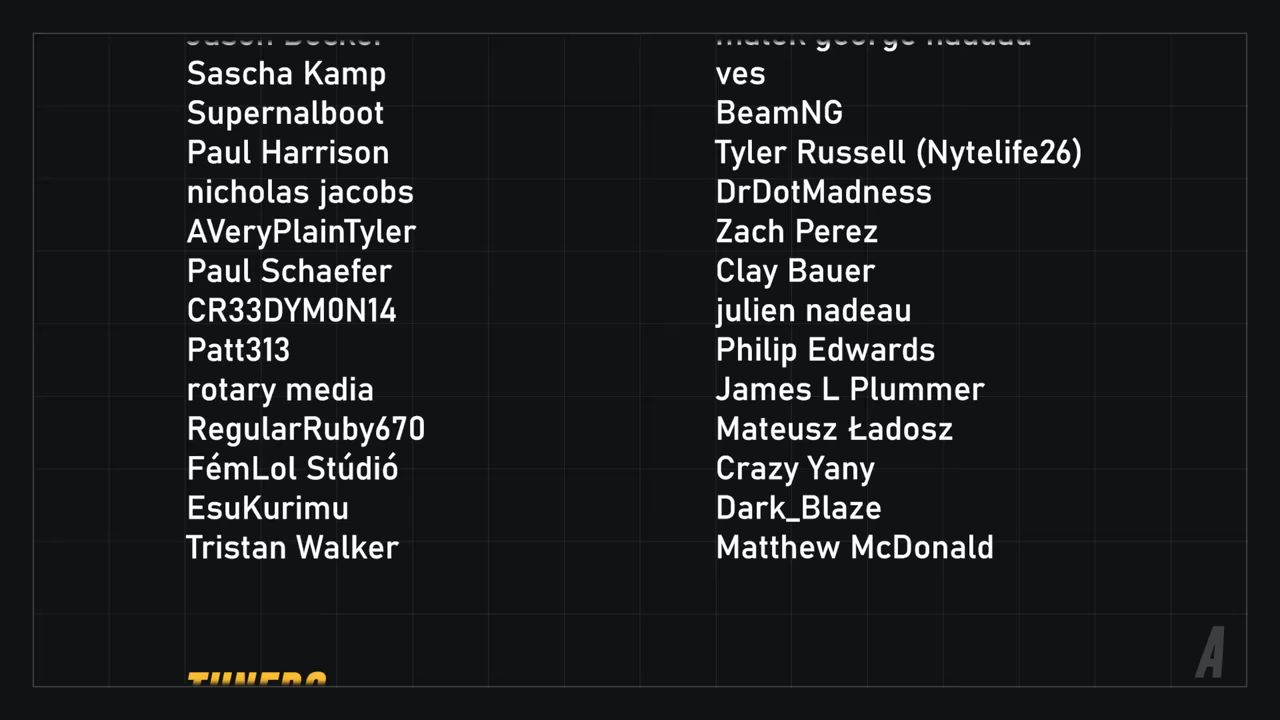 Sascha Kamp
Supernalboot
Paul Harrison
nicholas jacobs
AVeryPlainTyler
Paul Schaefer
CR33DYM0N14
Patt313
rotary media
RegularRuby670
FémLol Stúdió
EsuKurimu
Tristan Walker
ves
BeamNG
Tyler Russell (Nytelife26)
DrDotMadness
Zach Perez
Clay Bauer
julien nadeau
Philip Edwards
James L Plummer
Mateusz Ładosz
Crazy Yany
Dark_Blaze
Matthew McDonald
TUNERS
A